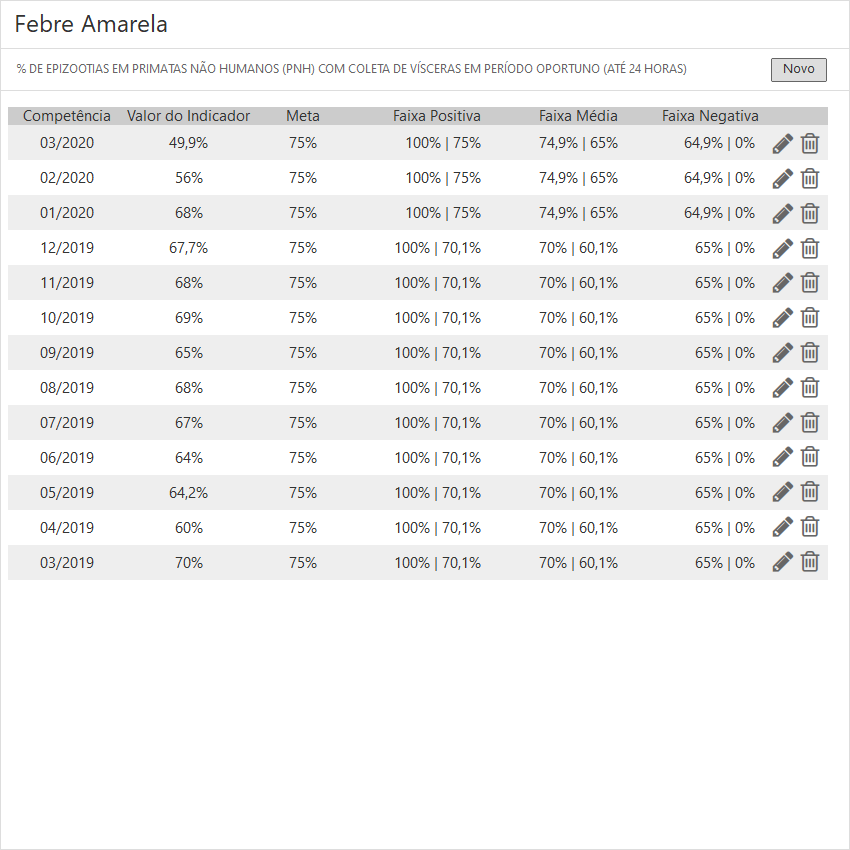 Febre Amarela
% DE EPIZOOTIAS EM PRIMATAS NÃO HUMANOS (PNH) COM COLETA DE VÍSCERAS EM PERÍODO OPORTUNO (ATÉ 24 HORAS) Novo
Competência Valor do Indicador Meta Faixa Positiva Faixa Média Faixa Negativa
03/2020 49,9% 75% 100% | 75% 74,9% | 65% 64,9% | 0%
02/2020 56% 75% 100% | 75% 74,9% | 65% 64,9% | 0%
01/2020 68% 75% 100% | 75% 74,9% | 65% 64,9% | 0%
12/2019 67,7% 75% 100% | 70,1% 70% | 60,1% 65% | 0%
11/2019 68% 75% 100% | 70,1% 70% | 60,1% 65% | 0%
10/2019 69% 75% 100% | 70,1% 70% | 60,1% 65% | 0%
09/2019 65% 75% 100% | 70,1% 70% | 60,1% 65% | 0%
08/2019 68% 75% 100% | 70,1% 70% | 60,1% 65% | 0%
07/2019 67% 75% 100% | 70,1% 70% | 60,1% 65% | 0%
06/2019 64% 75% 100% | 70,1% 70% | 60,1% 65% | 0%
05/2019 64,2% 75% 100% | 70,1% 70% | 60,1% 65% | 0%
04/2019 60% 75% 100% | 70,1% 70% | 60,1% 65% | 0%
03/2019 70% 75% 100% | 70,1% 70% | 60,1% 65% | 0%